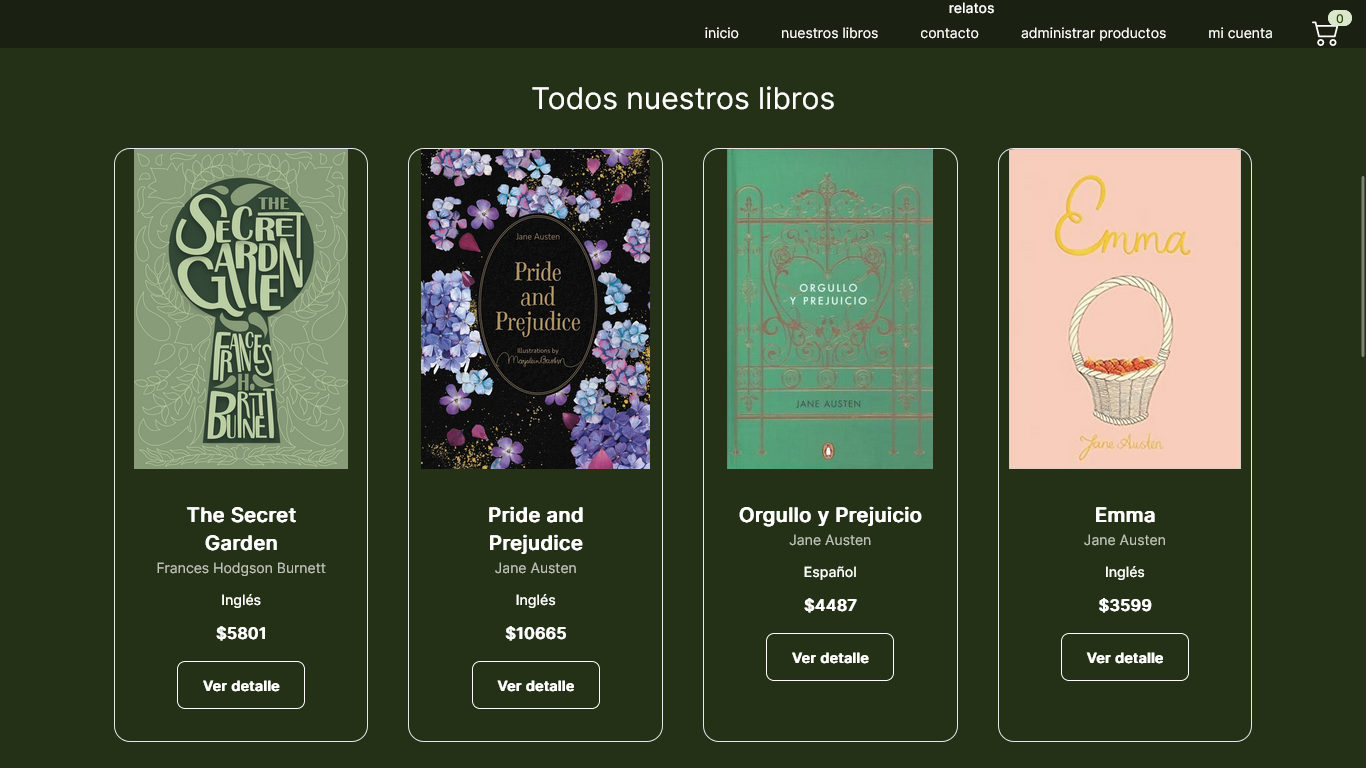 relatos
inicio nuestros libros contacto administrar productos mi cuenta 0
Todos nuestros libros
THE
SECRET
GARDEN
FRANCES
H.
BURNETT
Jane Austen
Pride
and
Prejudice
Illustrations by
Marjolein Bastin
ORGULLO
Y PREJUICIO
JANE AUSTEN
Emma
Jane Austen
The Secret
Garden
Frances Hodgson Burnett
Inglés
$5801
Ver detalle
Pride and
Prejudice
Jane Austen
Inglés
$10665
Ver detalle
Orgullo y Prejuicio
Jane Austen
Español
$4487
Ver detalle
Emma
Jane Austen
Inglés
$3599
Ver detalle